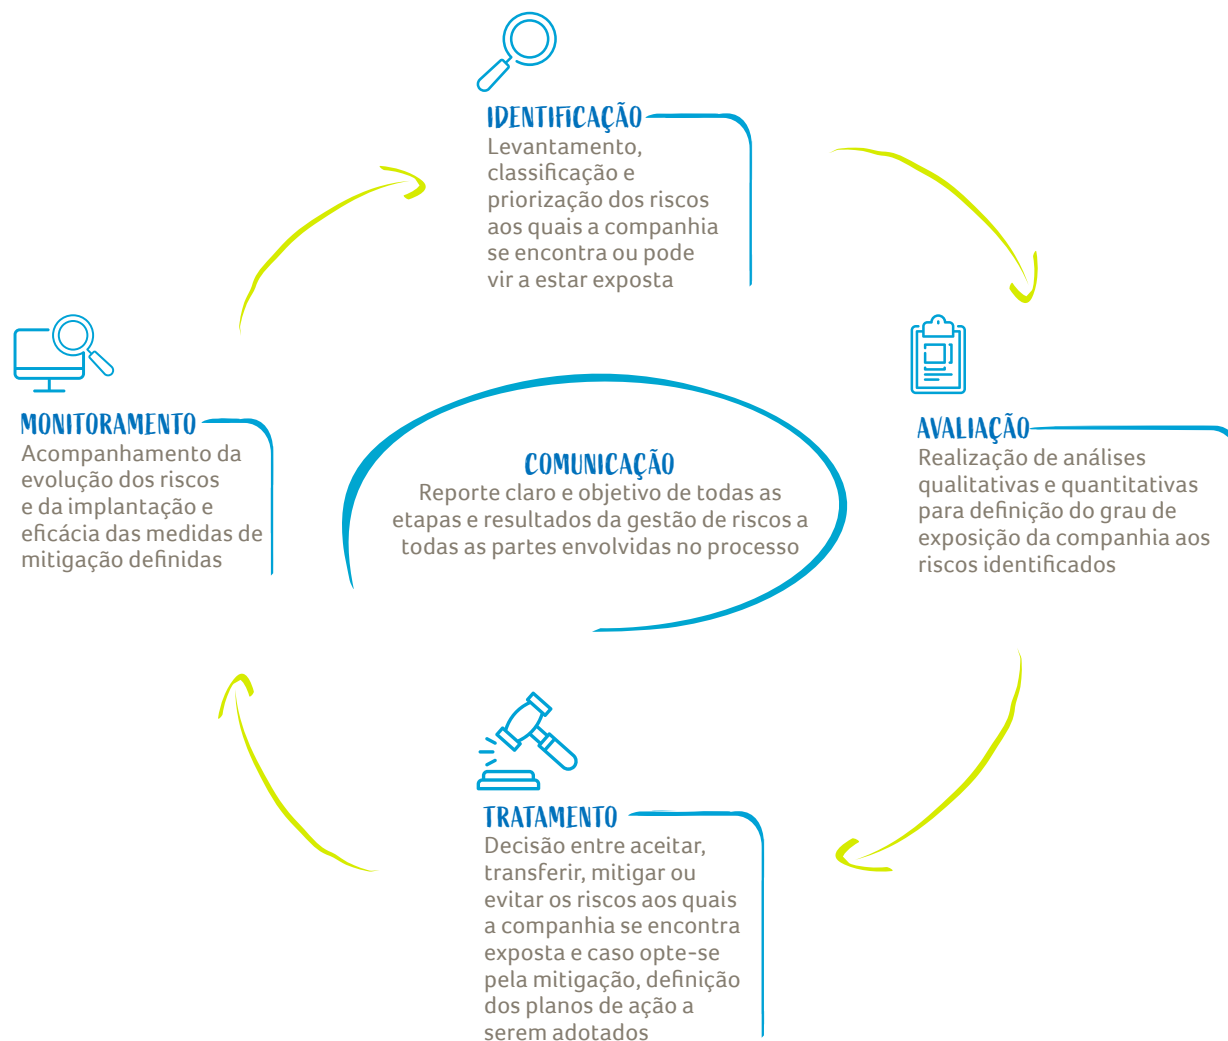 IDENTIFICAÇÃO
Levantamento,
classificação e
priorização dos riscos
aos quais a companhia
se encontra ou pode
vir a estar exposta
MONITORAMENTO
Acompanhamento da
evolução dos riscos
e da implantação e
eficácia das medidas de
mitigação definidas
COMUNICAÇÃO
Reporte claro e objetivo de todas as
etapas e resultados da gestão de riscos a
todas as partes envolvidas no processo
AVALIAÇÃO
Realização de análises
qualitativas e quantitativas
para definição do grau de
exposição da companhia aos
riscos identificados
TRATAMENTO
Decisão entre aceitar,
transferir, mitigar ou
evitar os riscos aos quais
a companhia se encontra
exposta e caso opte-se
pela mitigação, definição
dos planos de ação a
serem adotados